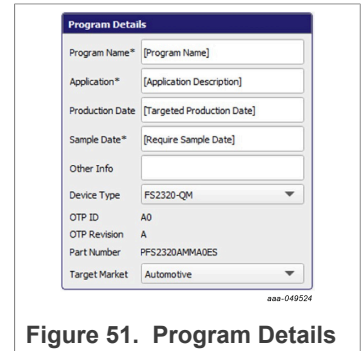 Program Details
Program Name* [Program Name]
Application* [Application Description]
Production Date [Targeted Production Date]
Sample Date* [Require Sample Date]
Other Info
Device Type FS2320-QM
OTP ID A0
OTP Revision A
Part Number PFS2320AMMA0ES
Target Market Automotive
aaa-049524
Figure 51. Program Details